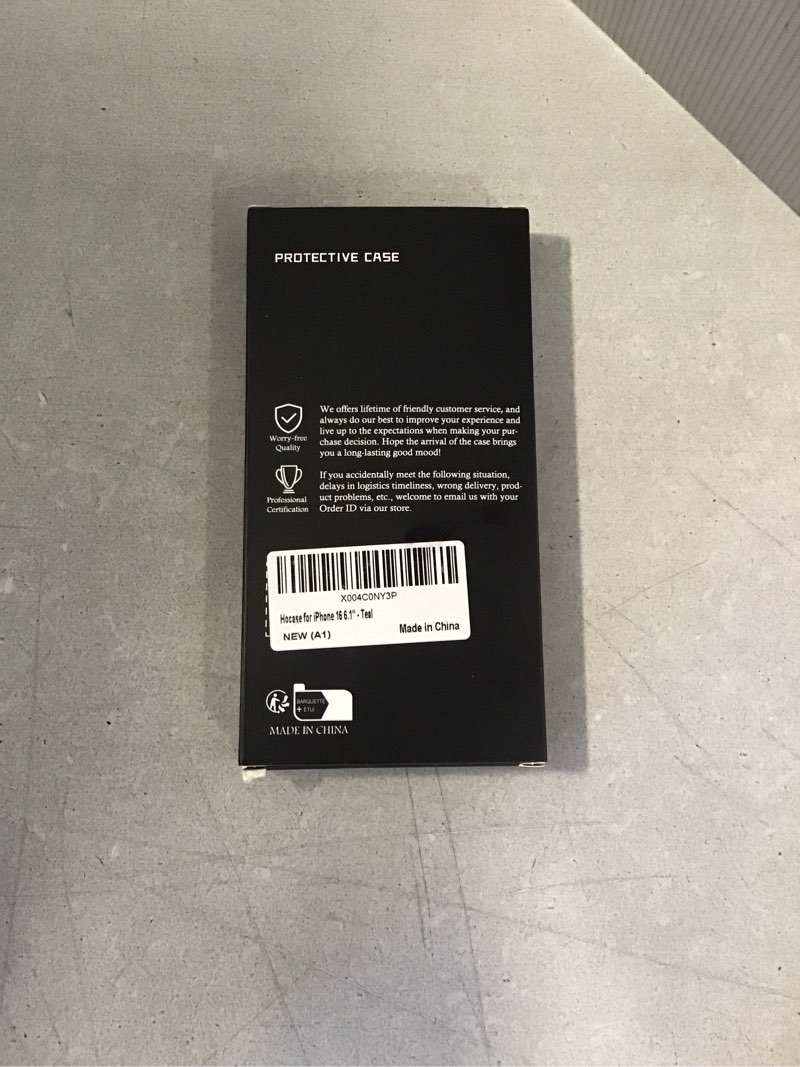 PROTECTIVE CASE
Worry-free
Quality
We offers lifetime of friendly customer service, and
always do our best to improve your experience and
live up to the expectations when making your pur-
chase decision. Hope the arrival of the case brings
you a long-lasting good mood!
Professional
Certification
If you accidentally meet the following situation,
delays in logistics timeliness, wrong delivery, prod-
uct problems, etc., welcome to email us with your
Order ID via our store.
X004C0NY3P
Hocase for iPhone 16 6.1" - Teal
NEW (A1)
Made in China
BARQUETTE
+ ÉTUI
MADE IN CHINA